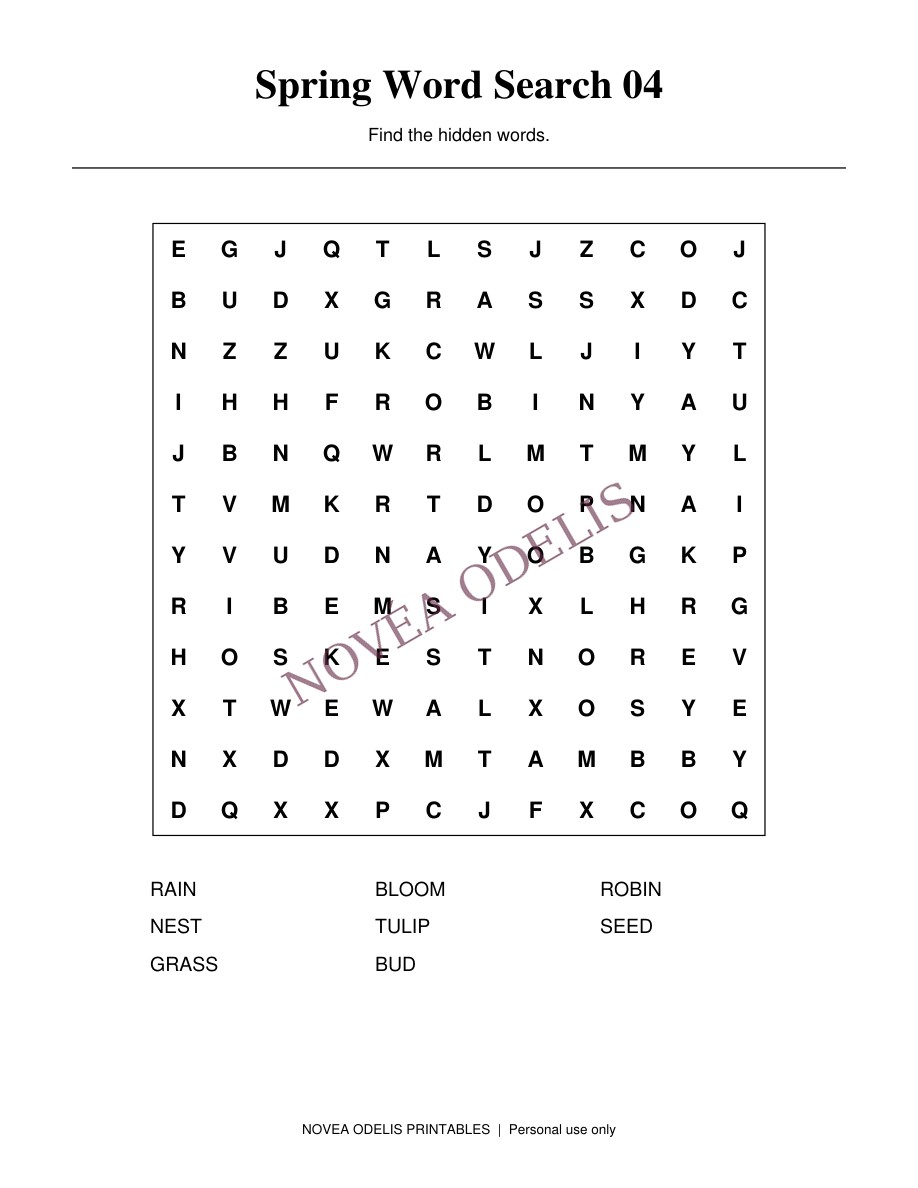 Spring Word Search 04
Find the hidden words.
E G J Q T L S J Z C O J
B U D X G R A S S X D C
N Z Z U K C W L J I Y T
I H H F R O B I N Y A U
J B N Q W R L M T M Y L
T V M K R T D O P N A I
Y V U D N A Y O B G K P
R I B E M S I X L H R G
H O S K E S T N O R E V
X T W E W A L X O S Y E
N X D D X M T A M B B Y
D Q X X P C J F X C O Q
NOVEA ODELIS
RAIN BLOOM ROBIN
NEST TULIP SEED
GRASS BUD
NOVEA ODELIS PRINTABLES | Personal use only